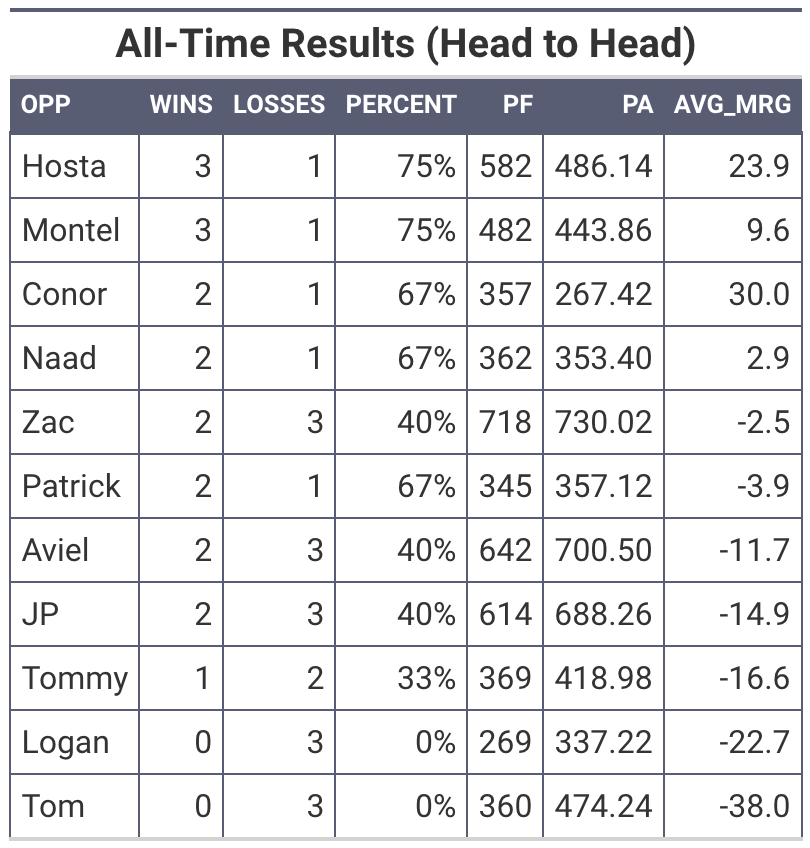 All-Time Results (Head to Head)
OPP WINS LOSSES PERCENT PF PA AVG_MRG
Hosta 3 1 75% 582 486.14 23.9
Montel 3 1 75% 482 443.86 9.6
Conor 2 1 67% 357 267.42 30.0
Naad 2 1 67% 362 353.40 2.9
Zac 2 3 40% 718 730.02 -2.5
Patrick 2 1 67% 345 357.12 -3.9
Aviel 2 3 40% 642 700.50 -11.7
JP 2 3 40% 614 688.26 -14.9
Tommy 1 2 33% 369 418.98 -16.6
Logan 0 3 0% 269 337.22 -22.7
Tom 0 3 0% 360 474.24 -38.0